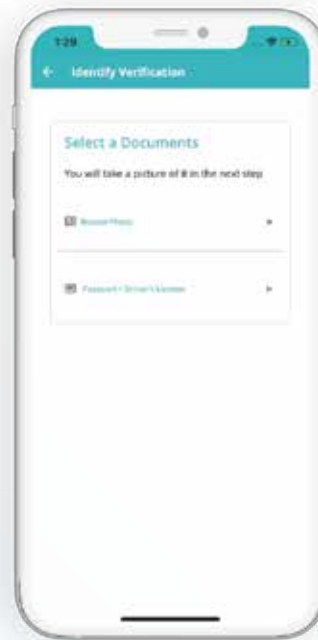 1:29
Identify Verification
Select a Documents
You will take a picture of it in the next step
Passport / Driver's License